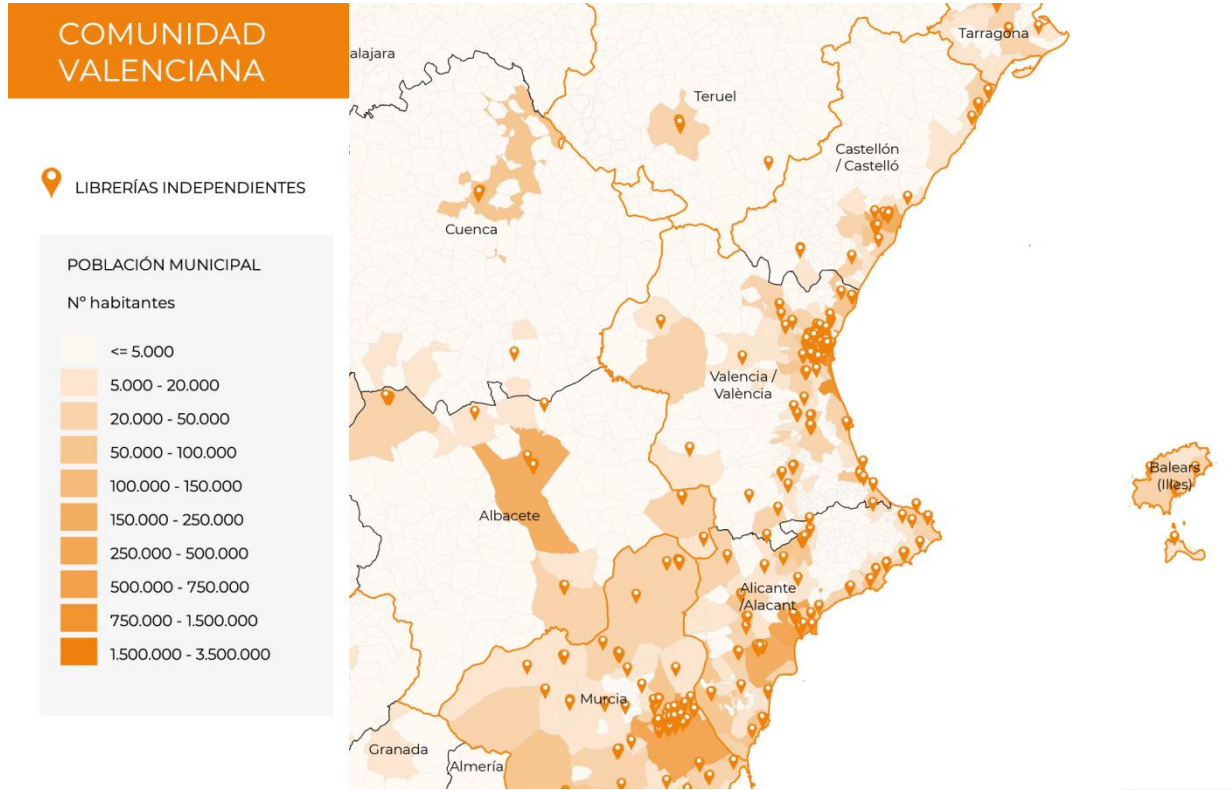 COMUNIDAD
VALENCIANA
LIBRERÍAS INDEPENDIENTES
POBLACIÓN MUNICIPAL
Nº habitantes
<= 5.000
5.000 - 20.000
20.000 - 50.000
50.000 - 100.000
100.000 - 150.000
150.000 - 250.000
250.000 - 500.000
500.000 - 750.000
750.000 - 1.500.000
1.500.000 - 3.500.000
alajara
Tarragona
Teruel
Castellón
/ Castelló
Cuenca
Valencia /
València
Balears
(Illes)
Albacete
Alicante
/Alacant
Murcia
Granada
Almería